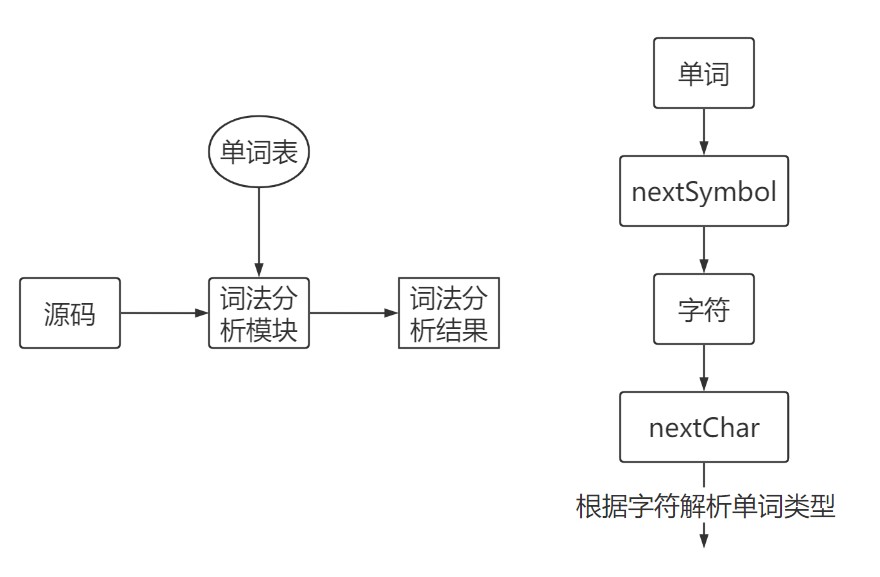 单词表
源码
词法分
析模块
词法分
析结果
单词
nextSymbol
字符
nextChar
根据字符解析单词类型